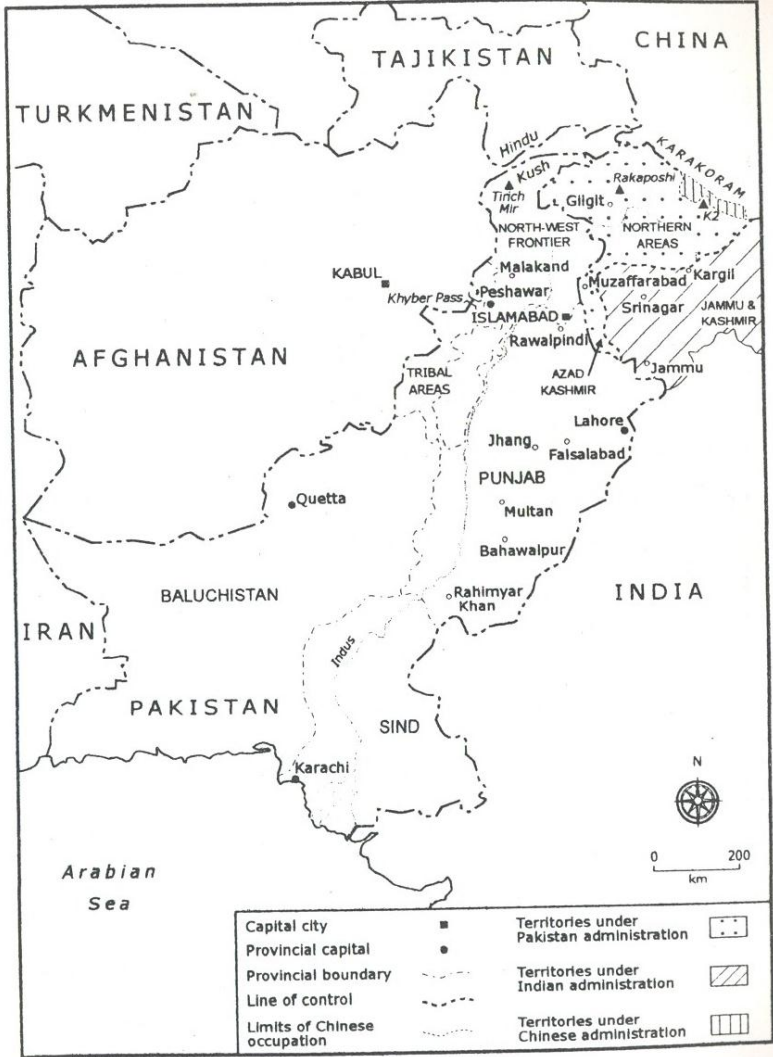 CHINA
TAJIKISTAN
TURKMENISTAN
Hindu
Kush
KARAKORAM
Tirich
Mir
Rakaposhi
Gilgit
K2
NORTH-WEST
FRONTIER
NORTHERN
AREAS
KABUL
Malakand
Khyber Pass
Peshawar
Muzaffarabad
Kargil
ISLAMABAD
Srinagar
JAMMU &
KASHMIR
Rawalpindi
AFGHANISTAN
TRIBAL
AREAS
AZAD
KASHMIR
Jammu
Lahore
Jhang
Faisalabad
PUNJAB
Quetta
Multan
Bahawalpur
BALUCHISTAN
Rahimyar
Khan
INDIA
IRAN
Indus
PAKISTAN
SIND
Karachi
N
0 200
km
Arabian
Sea
Capital city
Provincial capital
Provincial boundary
Line of control
Limits of Chinese
occupation
Territories under
Pakistan administration
Territories under
Indian administration
Territories under
Chinese administration